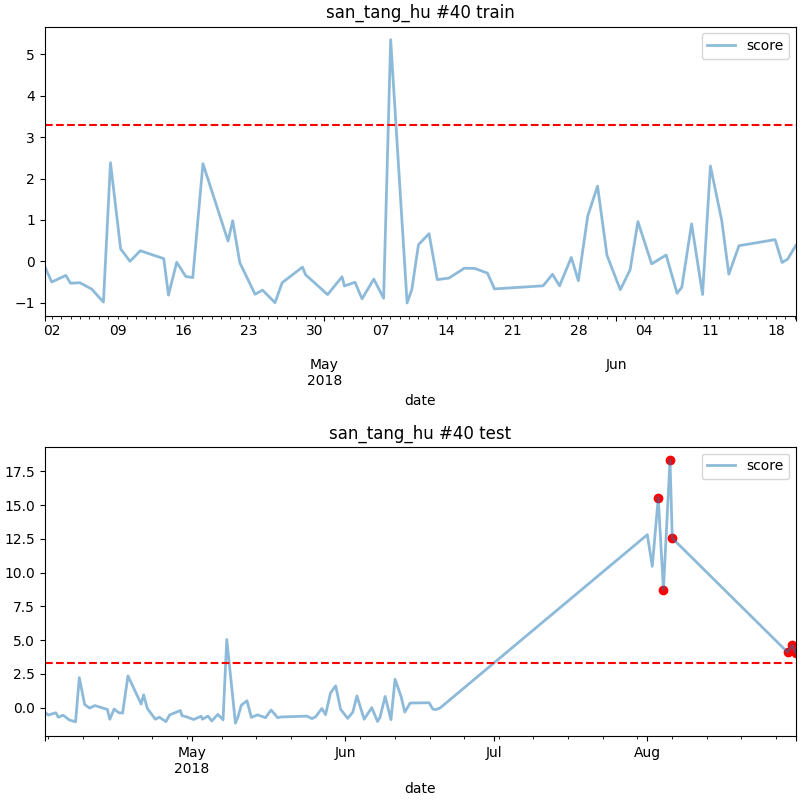 san_tang_hu #40 train
score
5
4
3
2
1
0
−1
02 09 16 23 30 07 14 21 28 04 11 18
May Jun
2018
date
san_tang_hu #40 test
score
17.5
15.0
12.5
10.0
7.5
5.0
2.5
0.0
May Jun Jul Aug
2018
date